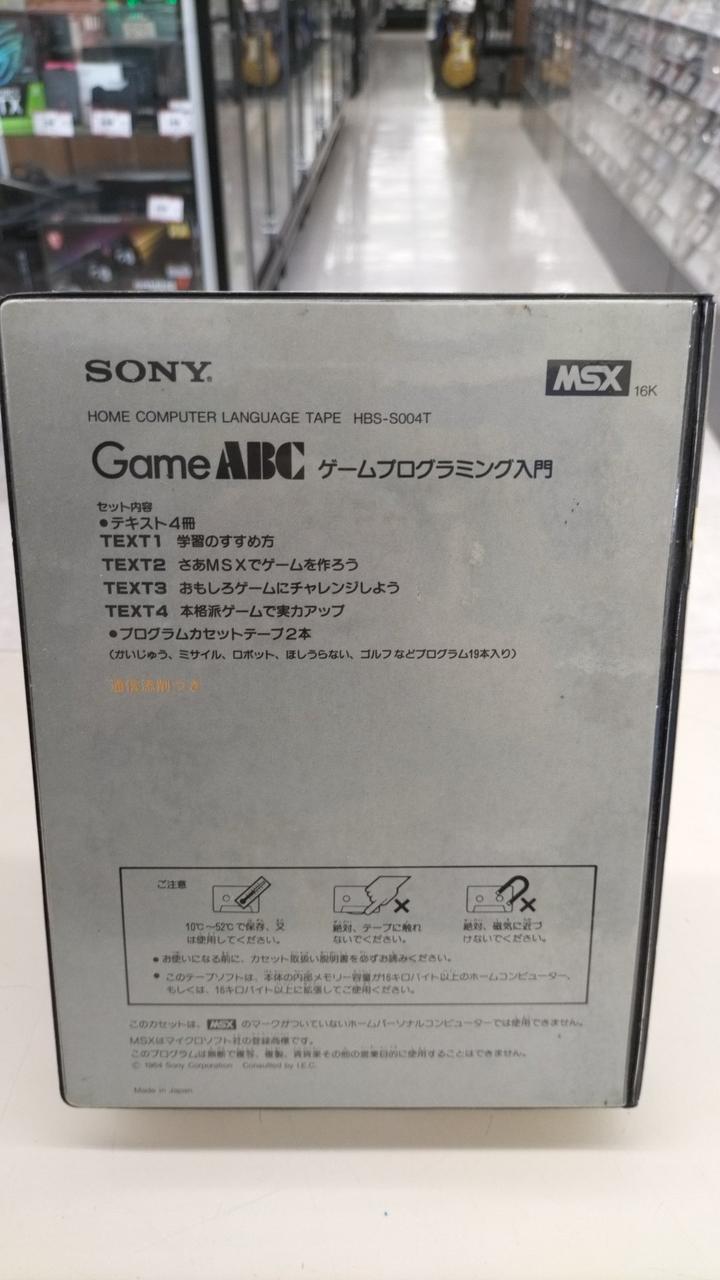 SONY®
MSX 16K
HOME COMPUTER LANGUAGE TAPE HBS-S004T
Game ABC ゲームプログラミング入門
セット内容
●テキスト4冊
TEXT1 学習のすすめ方
TEXT2 さあMSXでゲームを作ろう
TEXT3 おもしろゲームにチャレンジしよう
TEXT4 本格派ゲームで実力アップ
●プログラムカセットテープ2本
(かいじゅう、ミサイル、ロボット、ほしうらない、ゴルフなどプログラム19本入り)
通信添削つき
ご注意
10℃〜52℃で保存、又は使用してください。
絶対、テープに触れないでください。
絶対、磁気に近づけないでください。
●お使いになる前に、カセット取扱い説明書を必ずお読みください。
●このテープソフトは、本体の内部メモリー容量が16キロバイト以上のホームコンピューター、
もしくは、16キロバイト以上に拡張してご使用ください。
このカセットは、MSXのマークがついていないホームパーソナルコンピューターでは使用できません。
MSXはマイクロソフト社の登録商標です。
このプログラムは無断で複写、複製、賃貸業その他の営業目的に使用することはできません。
© 1984 Sony Corporation Consulted by I.E.C.
Made in Japan